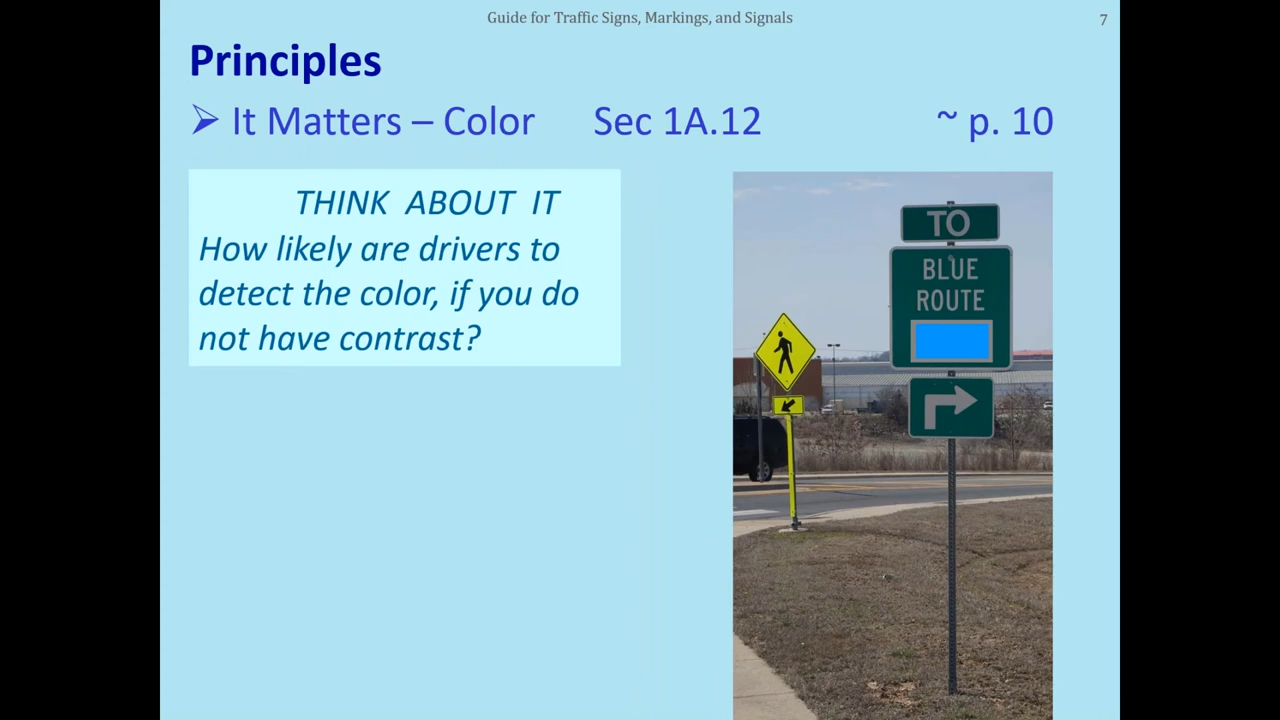 Guide for Traffic Signs, Markings, and Signals
7
Principles
It Matters – Color Sec 1A.12 ~ p. 10
THINK ABOUT IT
How likely are drivers to
detect the color, if you do
not have contrast?
TO
BLUE
ROUTE